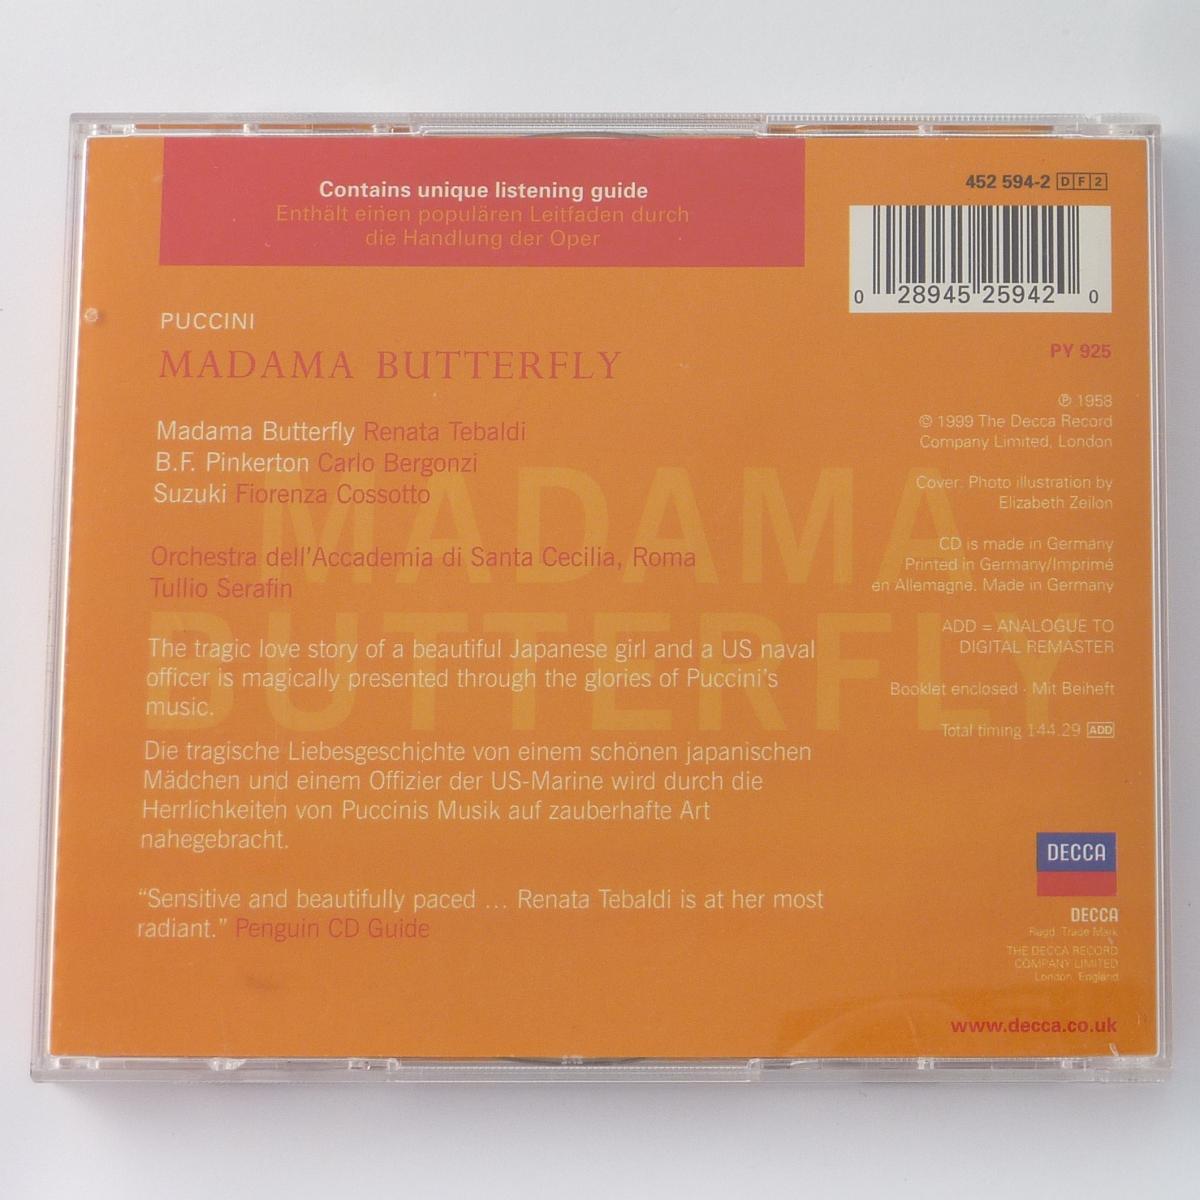 Contains unique listening guide
Enthält einen populären Leitfaden durch
die Handlung der Oper
452 594-2 DF2
0 28945 25942 0
PY 925
PUCCINI
MADAMA BUTTERFLY
Madama Butterfly Renata Tebaldi
B.F. Pinkerton Carlo Bergonzi
Suzuki Fiorenza Cossotto
Orchestra dell'Accademia di Santa Cecilia, Roma
Tullio Serafin
MADAMA
BUTTERFLY
The tragic love story of a beautiful Japanese girl and a US naval
officer is magically presented through the glories of Puccini's
music.
Die tragische Liebesgeschichte von einem schönen japanischen
Mädchen und einem Offizier der US-Marine wird durch die
Herrlichkeiten von Puccinis Musik auf zauberhafte Art
nahegebracht.
“Sensitive and beautifully paced ... Renata Tebaldi is at her most
radiant.” Penguin CD Guide
℗ 1958
© 1999 The Decca Record
Company Limited, London
Cover: Photo illustration by
Elizabeth Zeilon
CD is made in Germany
Printed in Germany/Imprimé
en Allemagne. Made in Germany
ADD = ANALOGUE TO
DIGITAL REMASTER
Booklet enclosed · Mit Beiheft
Total timing 144.29 ADD
DECCA
DECCA
Regd. Trade Mark
THE DECCA RECORD
COMPANY LIMITED
London, England
www.decca.co.uk